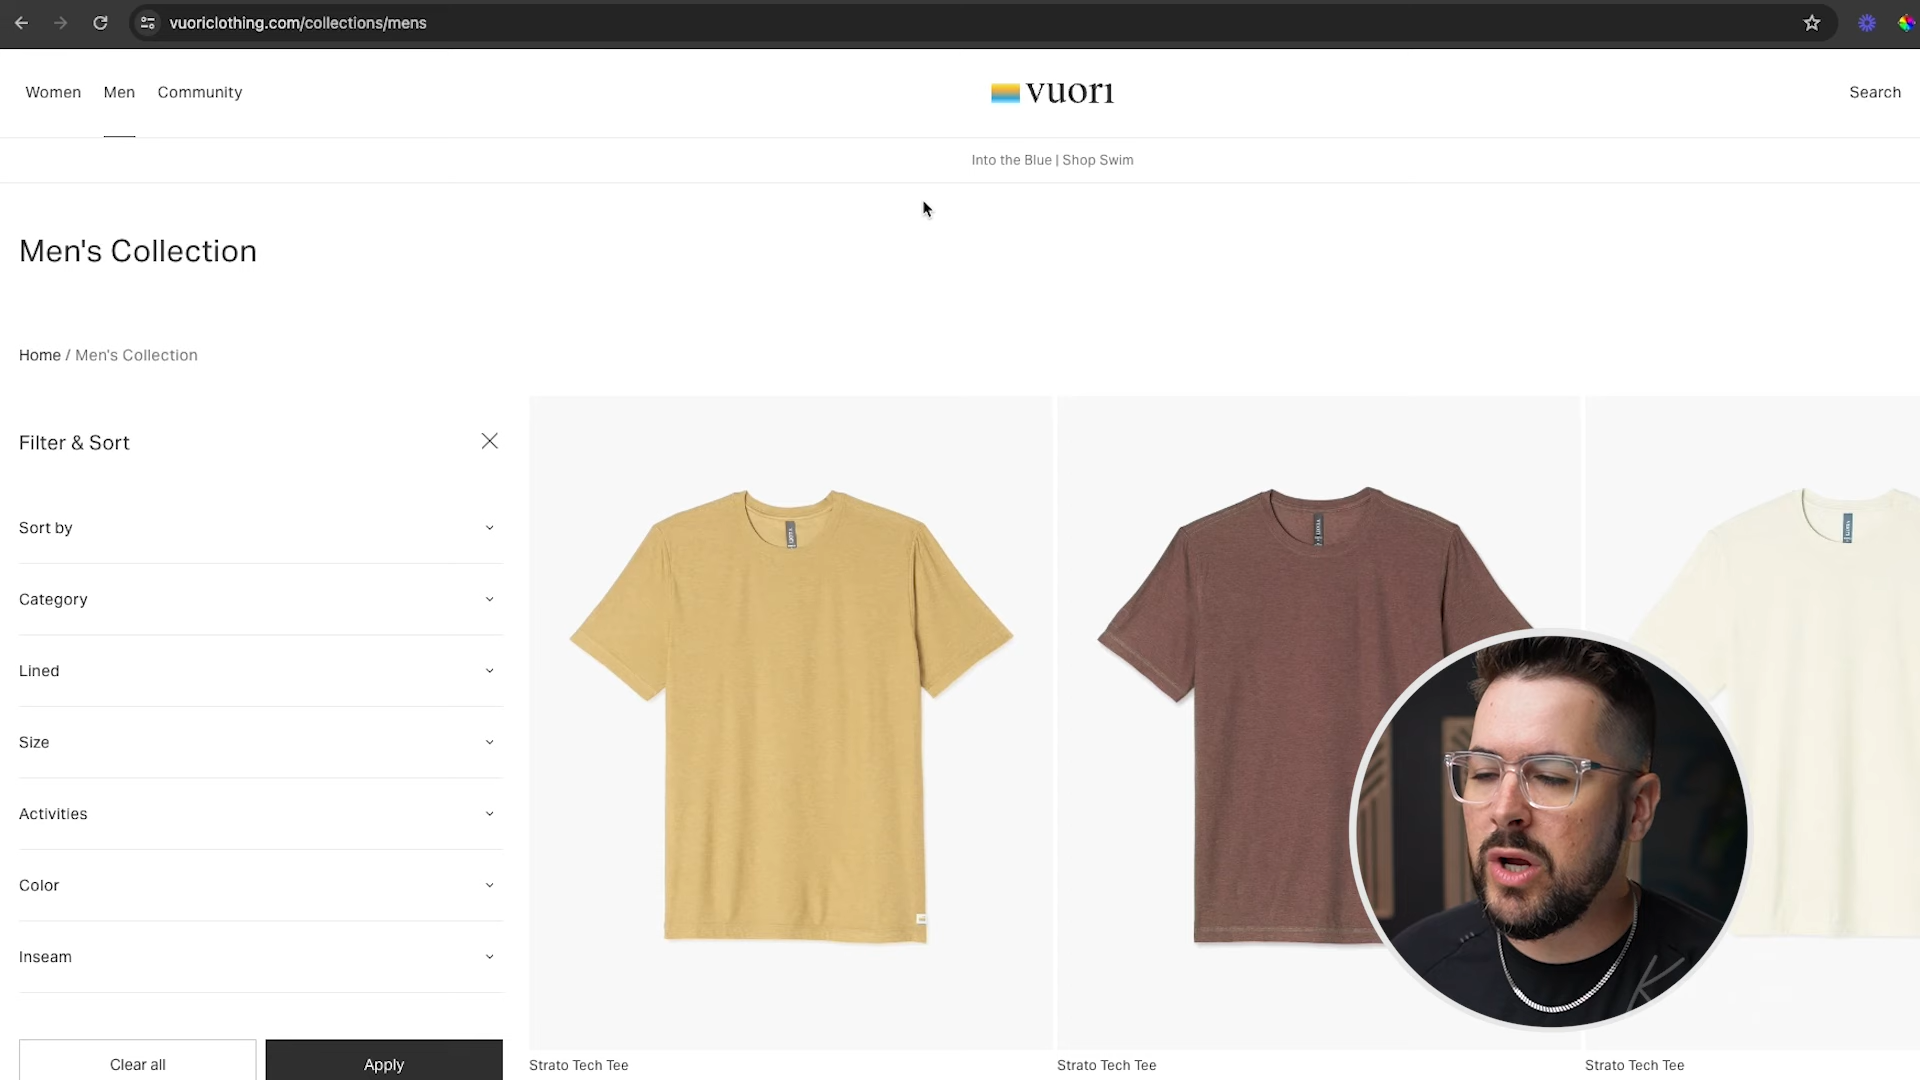 vuoriclothing.com/collections/mens
Women Men Community
vuori
Search
Into the Blue | Shop Swim
Men's Collection
Home / Men's Collection
Filter & Sort
Sort by
Category
Lined
Size
Activities
Color
Inseam
Clear all
Apply
Strato Tech Tee
Strato Tech Tee
Strato Tech Tee